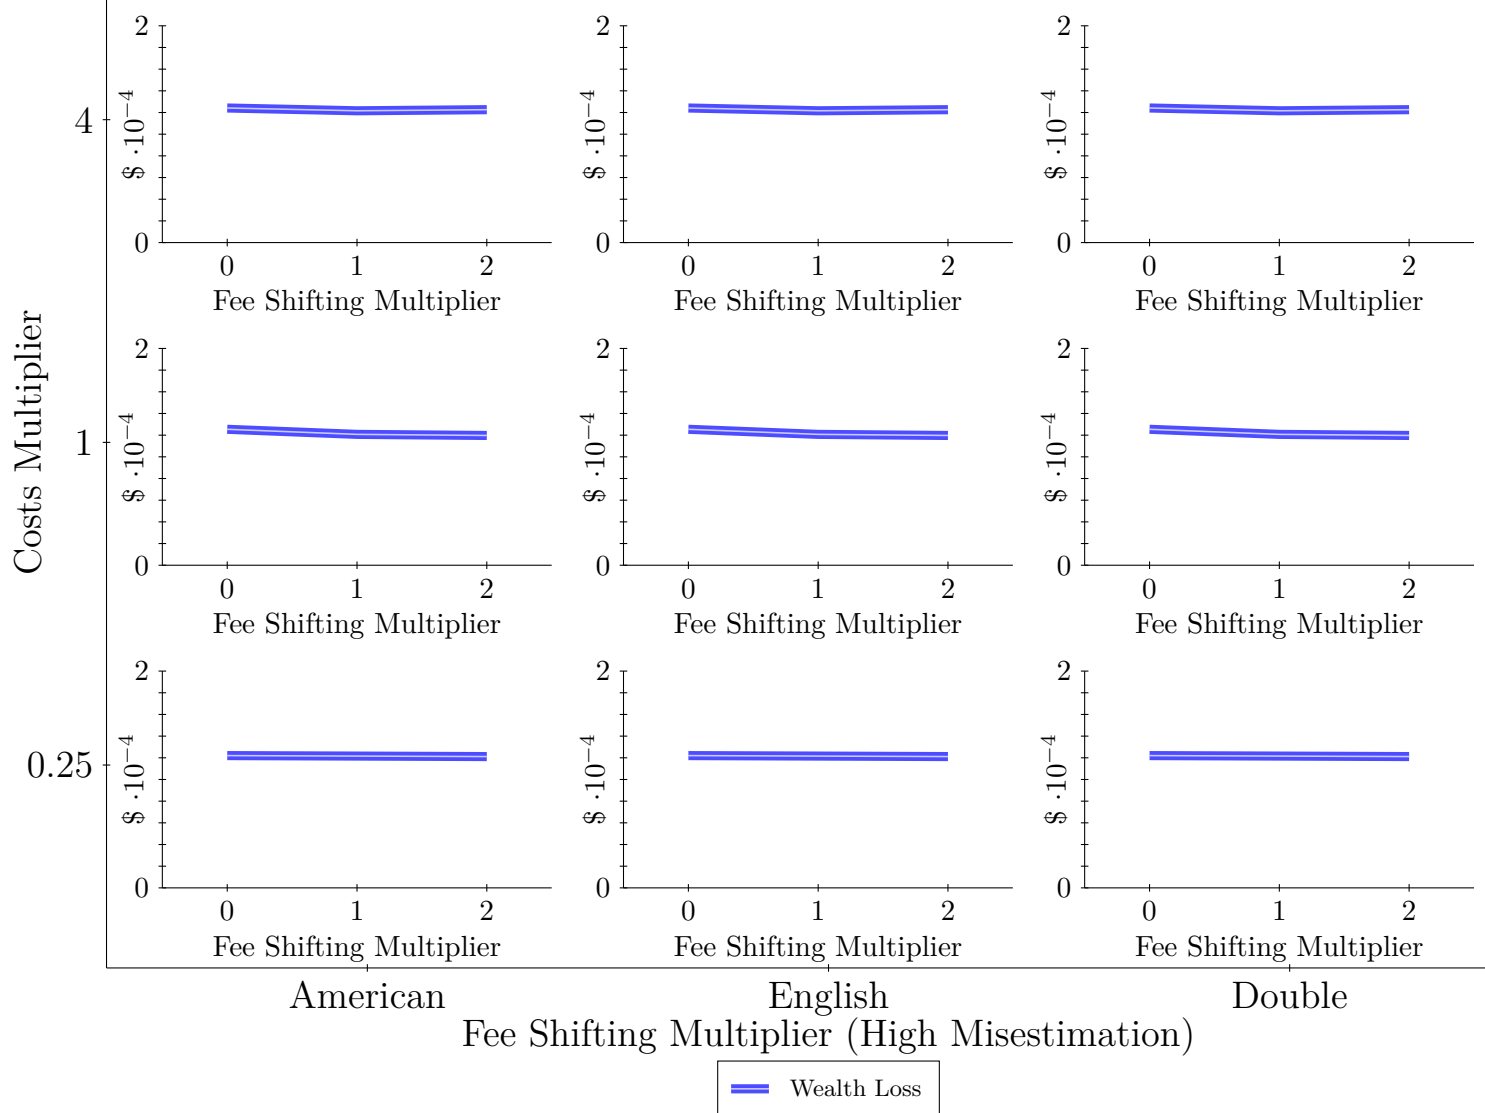 2
2
2
$ ·10⁻⁴
$ ·10⁻⁴
$ ·10⁻⁴
4
0
0
0
0 1 2
0 1 2
0 1 2
Fee Shifting Multiplier
Fee Shifting Multiplier
Fee Shifting Multiplier
Costs Multiplier
2
2
2
$ ·10⁻⁴
$ ·10⁻⁴
$ ·10⁻⁴
1
0
0
0
0 1 2
0 1 2
0 1 2
Fee Shifting Multiplier
Fee Shifting Multiplier
Fee Shifting Multiplier
2
2
2
$ ·10⁻⁴
$ ·10⁻⁴
$ ·10⁻⁴
0.25
0
0
0
0 1 2
0 1 2
0 1 2
Fee Shifting Multiplier
Fee Shifting Multiplier
Fee Shifting Multiplier
American
English
Double
Fee Shifting Multiplier (High Misestimation)
Wealth Loss